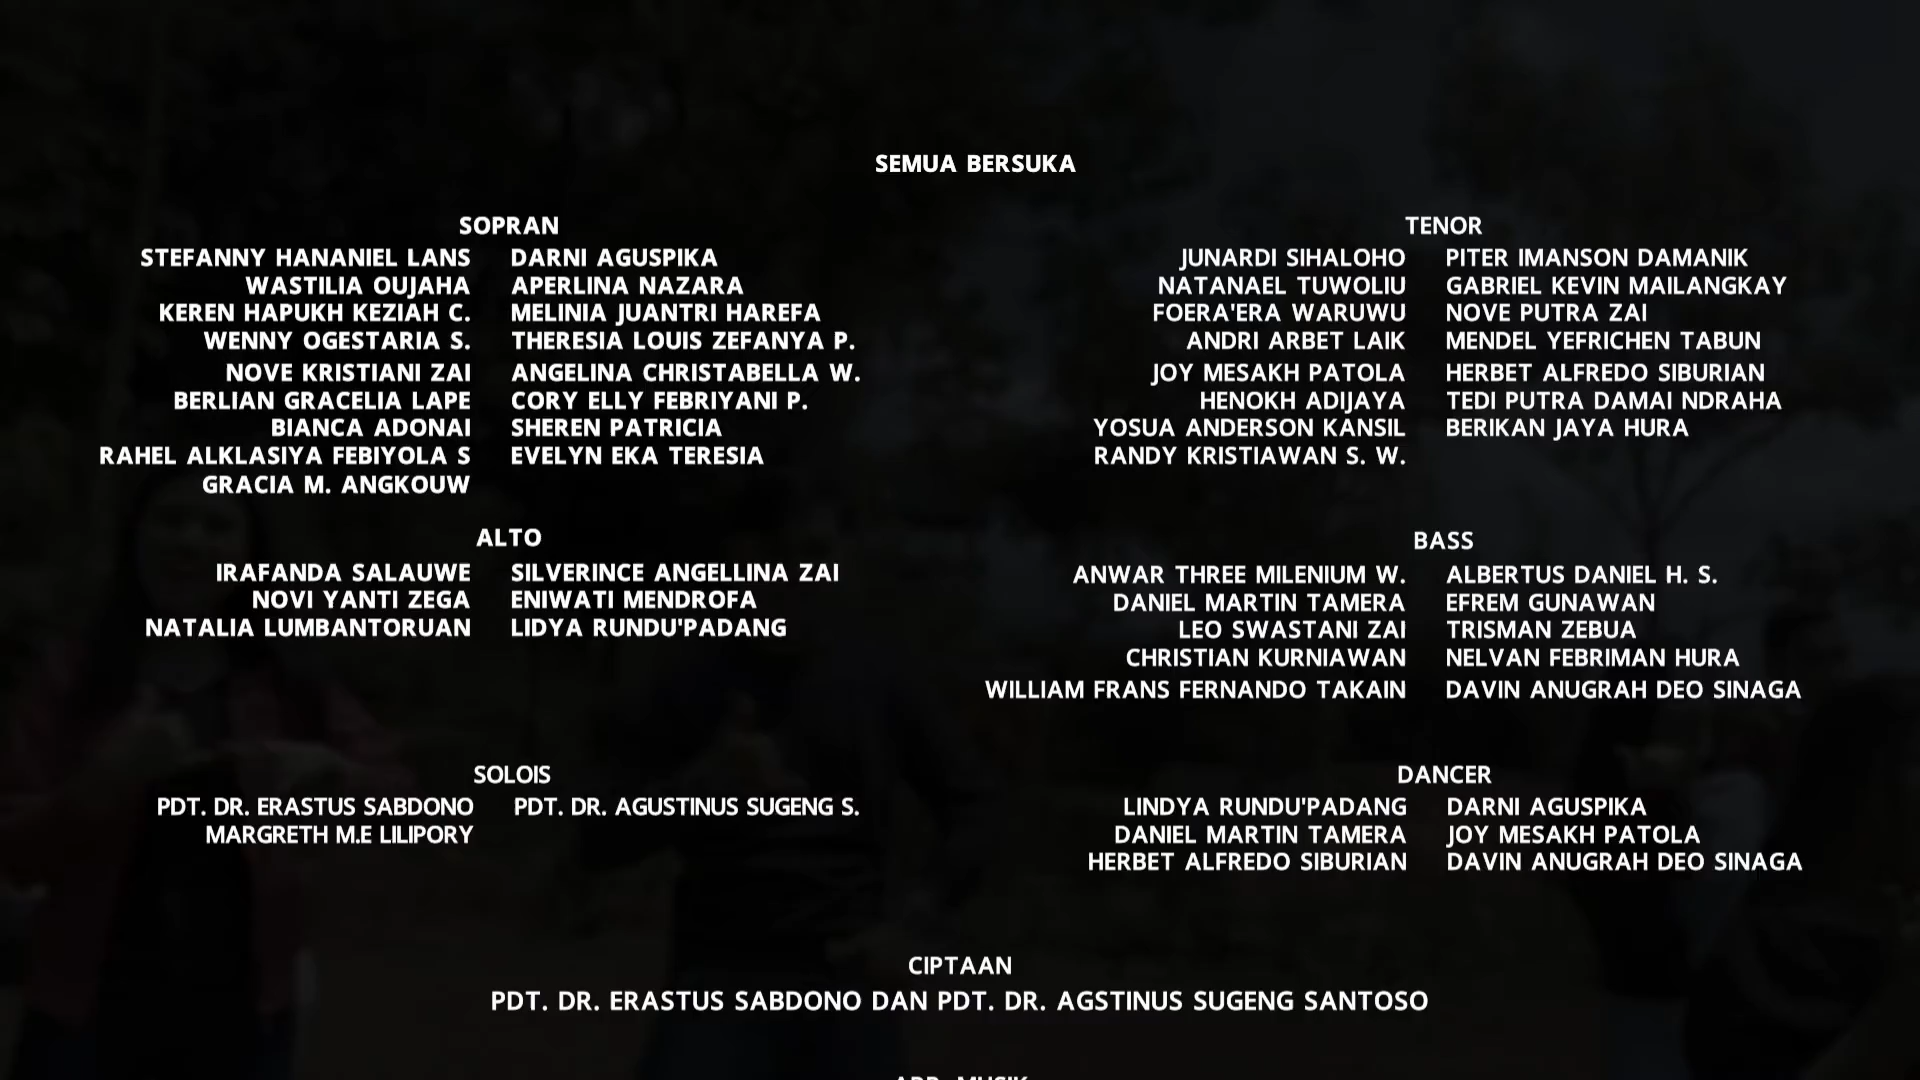 SEMUA BERSUKA
SOPRAN
STEFANNY HANANIEL LANS DARNI AGUSPIKA
WASTILIA OUJAHA APERLINA NAZARA
KEREN HAPUKH KEZIAH C. MELINIA JUANTRI HAREFA
WENNY OGESTARIA S. THERESIA LOUIS ZEFANYA P.
NOVE KRISTIANI ZAI ANGELINA CHRISTABELLA W.
BERLIAN GRACELIA LAPE CORY ELLY FEBRIYANI P.
BIANCA ADONAI SHEREN PATRICIA
RAHEL ALKLASIYA FEBIYOLA S EVELYN EKA TERESIA
GRACIA M. ANGKOUW
TENOR
JUNARDI SIHALOHO PITER IMANSON DAMANIK
NATANAEL TUWOLIU GABRIEL KEVIN MAILANGKAY
FOERA'ERA WARUWU NOVE PUTRA ZAI
ANDRI ARBET LAIK MENDEL YEFRICHEN TABUN
JOY MESAKH PATOLA HERBET ALFREDO SIBURIAN
HENOKH ADIJAYA TEDI PUTRA DAMAI NDRAHA
YOSUA ANDERSON KANSIL BERIKAN JAYA HURA
RANDY KRISTIAWAN S. W.
ALTO
IRAFANDA SALAUWE SILVERINCE ANGELLINA ZAI
NOVI YANTI ZEGA ENIWATI MENDROFA
NATALIA LUMBANTORUAN LIDYA RUNDU'PADANG
BASS
ANWAR THREE MILENIUM W. ALBERTUS DANIEL H. S.
DANIEL MARTIN TAMERA EFREM GUNAWAN
LEO SWASTANI ZAI TRISMAN ZEBUA
CHRISTIAN KURNIAWAN NELVAN FEBRIMAN HURA
WILLIAM FRANS FERNANDO TAKAIN DAVIN ANUGRAH DEO SINAGA
SOLOIS
PDT. DR. ERASTUS SABDONO PDT. DR. AGUSTINUS SUGENG S.
MARGRETH M.E LILIPORY
DANCER
LINDYA RUNDU'PADANG DARNI AGUSPIKA
DANIEL MARTIN TAMERA JOY MESAKH PATOLA
HERBET ALFREDO SIBURIAN DAVIN ANUGRAH DEO SINAGA
CIPTAAN
PDT. DR. ERASTUS SABDONO DAN PDT. DR. AGSTINUS SUGENG SANTOSO